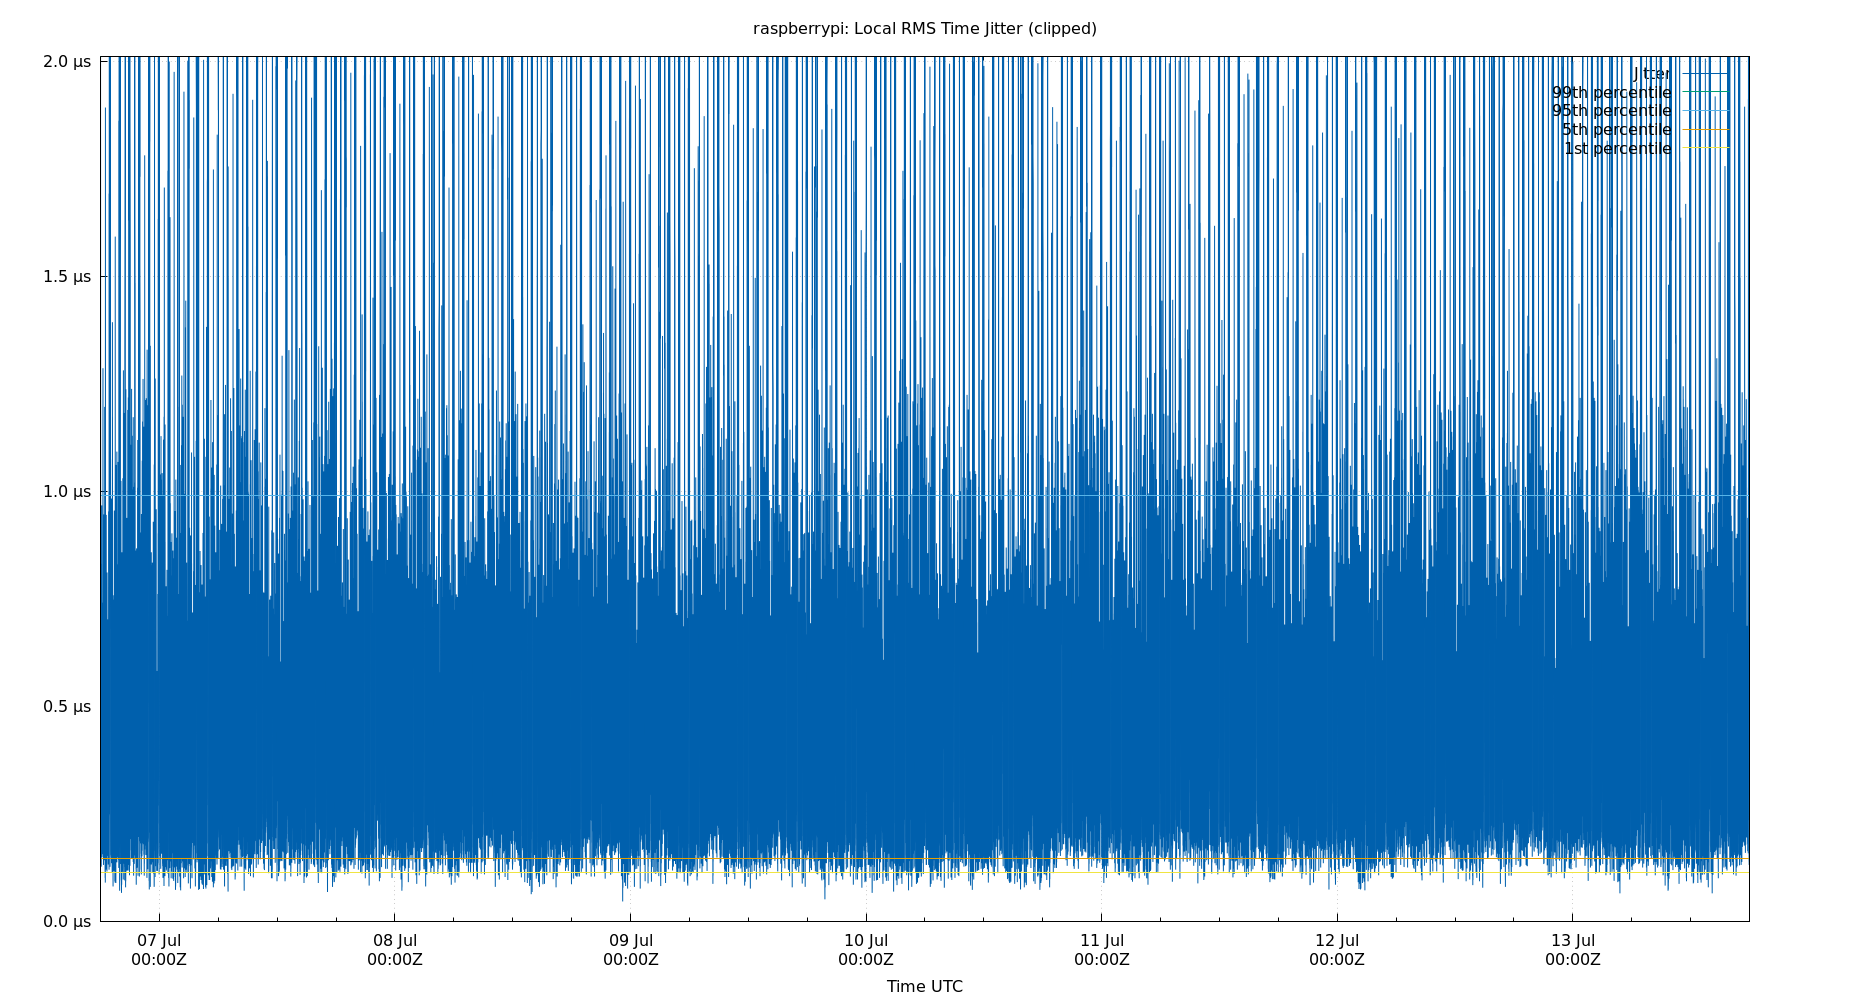 raspberrypi: Local RMS Time Jitter (clipped)
2.0 µs
1.5 µs
1.0 µs
0.5 µs
0.0 µs
Jitter
99th percentile
95th percentile
5th percentile
1st percentile
07 Jul
00:00Z
08 Jul
00:00Z
09 Jul
00:00Z
10 Jul
00:00Z
11 Jul
00:00Z
12 Jul
00:00Z
13 Jul
00:00Z
Time UTC